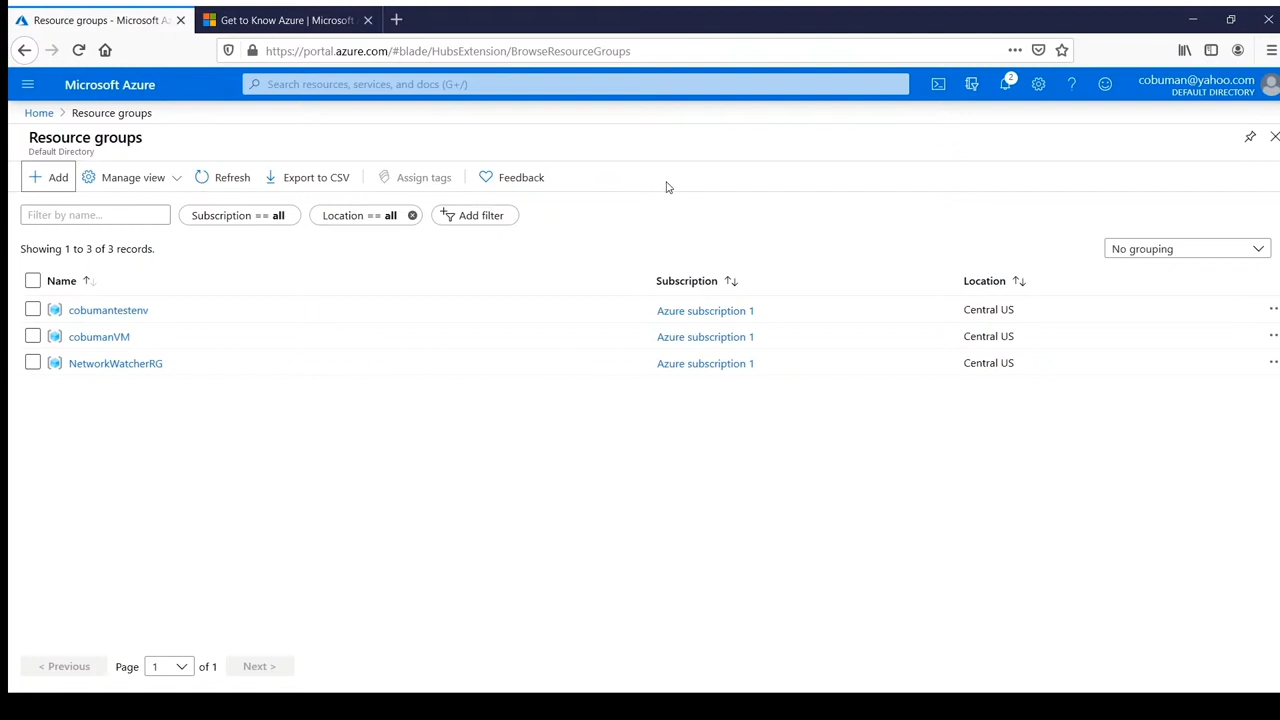 Resource groups - Microsoft A
Get to Know Azure | Microsoft
https://portal.azure.com/#blade/HubsExtension/BrowseResourceGroups
Microsoft Azure
Search resources, services, and docs (G+/)
2
cobuman@yahoo.com
DEFAULT DIRECTORY
Home > Resource groups
Resource groups
Default Directory
+ Add
Manage view
Refresh
Export to CSV
Assign tags
Feedback
Filter by name...
Subscription == all
Location == all
Add filter
Showing 1 to 3 of 3 records.
No grouping
Name
Subscription
Location
cobumantestenv Azure subscription 1 Central US
cobumanVM Azure subscription 1 Central US
NetworkWatcherRG Azure subscription 1 Central US
< Previous
Page 1 of 1
Next >